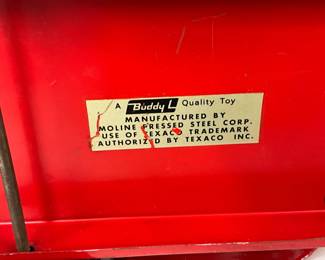 A Buddy L Quality Toy
MANUFACTURED BY
MOLINE PRESSED STEEL CORP.
USE OF TEXACO TRADEMARK
AUTHORIZED BY TEXACO INC.